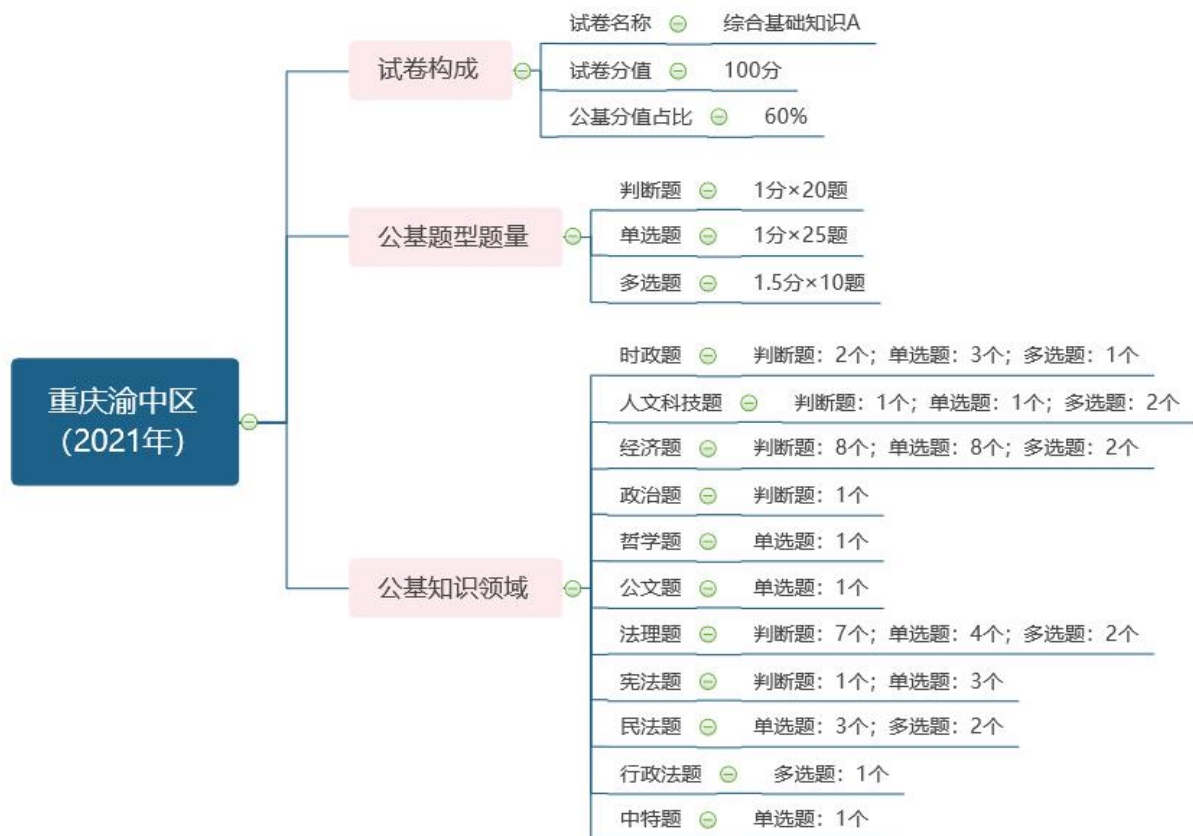 重庆渝中区
(2021年)
试卷构成
试卷名称 综合基础知识A
试卷分值 100分
公基分值占比 60%
公基题型题量
判断题 1分×20题
单选题 1分×25题
多选题 1.5分×10题
公基知识领域
时政题 判断题：2个；单选题：3个；多选题：1个
人文科技题 判断题：1个；单选题：1个；多选题：2个
经济题 判断题：8个；单选题：8个；多选题：2个
政治题 判断题：1个
哲学题 单选题：1个
公文题 单选题：1个
法理题 判断题：7个；单选题：4个；多选题：2个
宪法题 判断题：1个；单选题：3个
民法题 单选题：3个；多选题：2个
行政法题 多选题：1个
中特题 单选题：1个